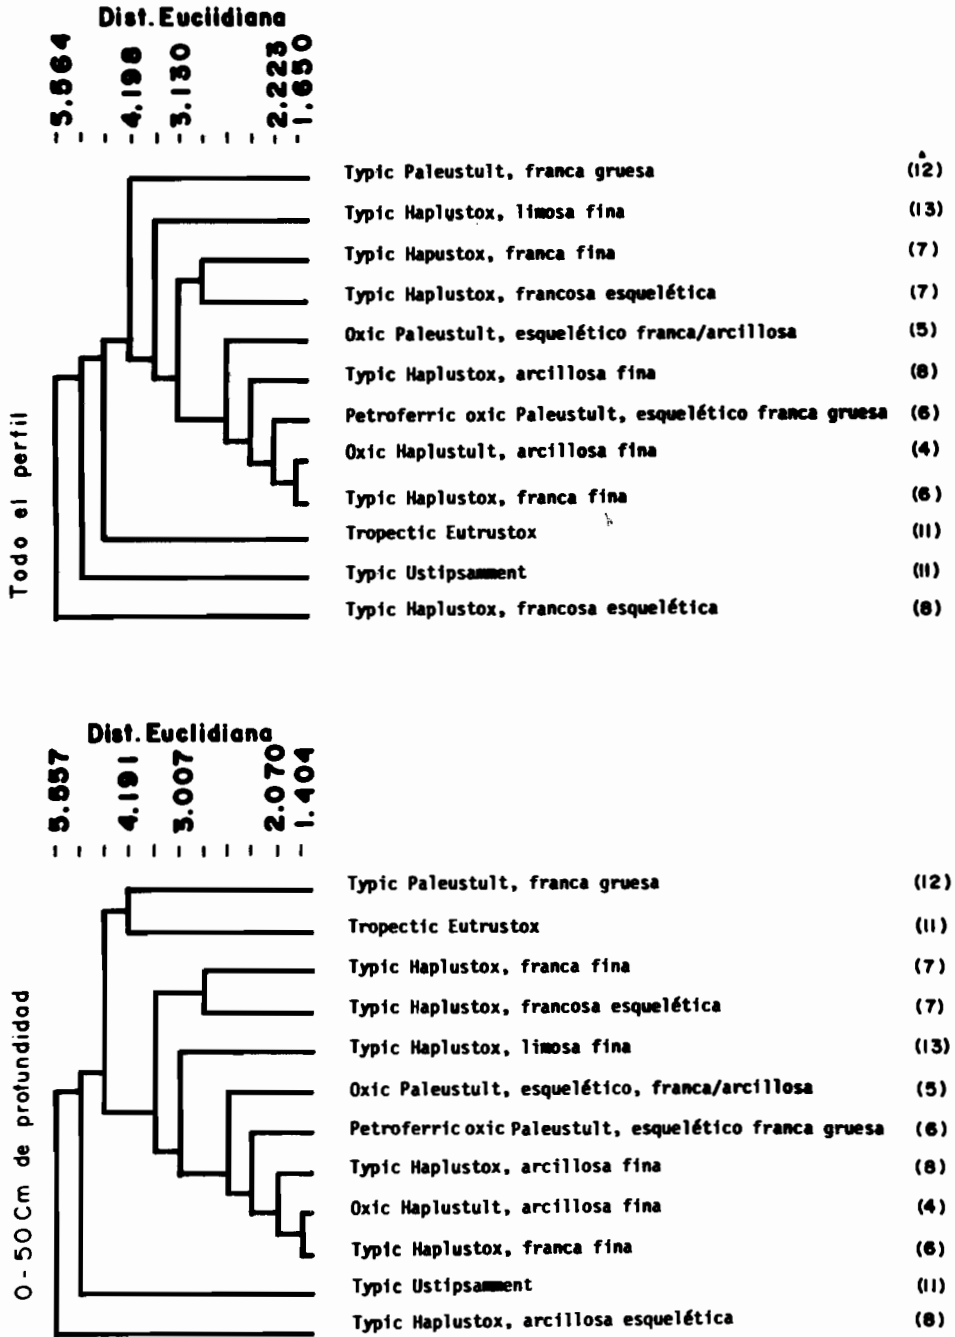 Dist. Euclidiana
5.564 4.198 3.130 2.223 1.650
Typic Paleustult, franca gruesa (12)
Typic Haplustox, limosa fina (13)
Typic Hapustox, franca fina (7)
Typic Haplustox, francosa esquelética (7)
Oxic Paleustult, esquelético franca/arcillosa (5)
Typic Haplustox, arcillosa fina (8)
Petroferric oxic Paleustult, esquelético franca gruesa (6)
Oxic Haplustult, arcillosa fina (4)
Typic Haplustox, franca fina (6)
Tropectic Eutrustox (11)
Typic Ustipsamment (11)
Typic Haplustox, francosa esquelética (8)
Todo el perfil
Dist. Euclidiana
5.557 4.191 3.007 2.070 1.404
Typic Paleustult, franca gruesa (12)
Tropectic Eutrustox (11)
Typic Haplustox, franca fina (7)
Typic Haplustox, francosa esquelética (7)
Typic Haplustox, limosa fina (13)
Oxic Paleustult, esquelético, franca/arcillosa (5)
Petroferric oxic Paleustult, esquelético franca gruesa (6)
Typic Haplustox, arcillosa fina (8)
Oxic Haplustult, arcillosa fina (4)
Typic Haplustox, franca fina (6)
Typic Ustipsamment (11)
Typic Haplustox, arcillosa esquelética (8)
0 - 50 Cm de profundidad